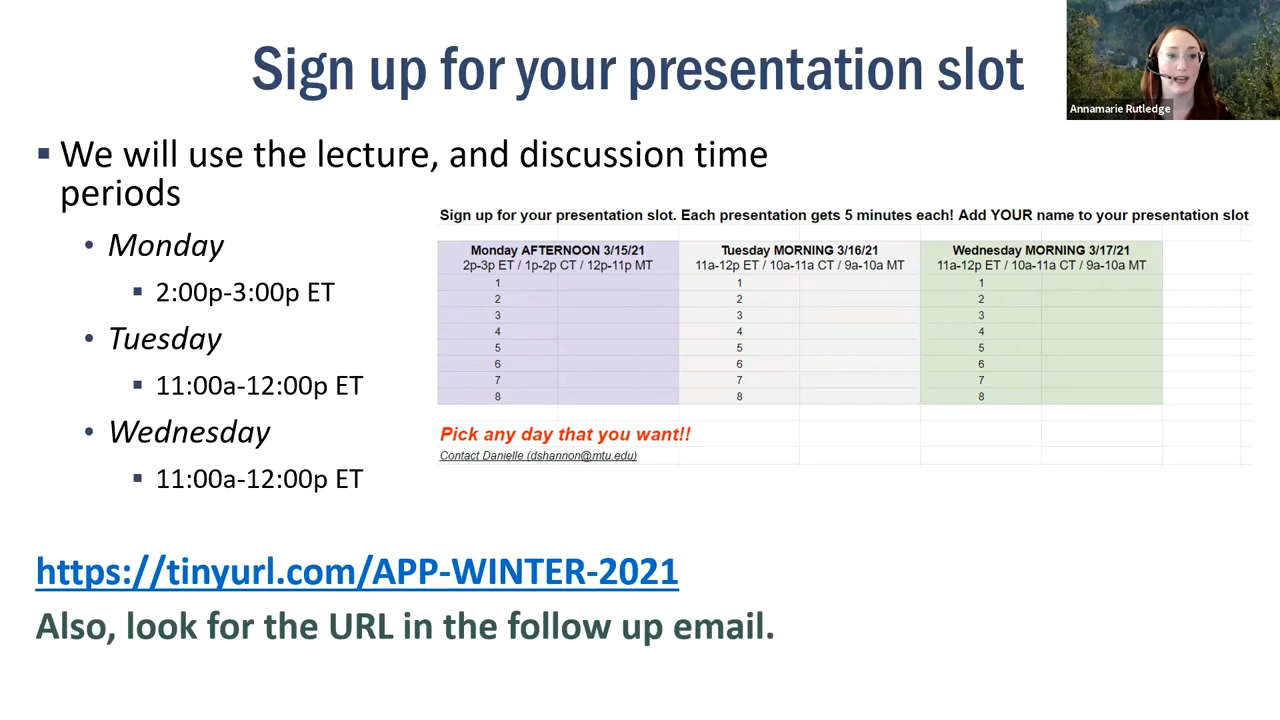 Sign up for your presentation slot
Annamarie Rutledge
▪ We will use the lecture, and discussion time
periods
• Monday
▪ 2:00p-3:00p ET
• Tuesday
▪ 11:00a-12:00p ET
• Wednesday
▪ 11:00a-12:00p ET
Sign up for your presentation slot. Each presentation gets 5 minutes each! Add YOUR name to your presentation slot
Monday AFTERNOON 3/15/21 Tuesday MORNING 3/16/21 Wednesday MORNING 3/17/21
2p-3p ET / 1p-2p CT / 12p-11p MT 11a-12p ET / 10a-11a CT / 9a-10a MT 11a-12p ET / 10a-11a CT / 9a-10a MT
1 1 1
2 2 2
3 3 3
4 4 4
5 5 5
6 6 6
7 7 7
8 8 8
Pick any day that you want!!
Contact Danielle (dshannon@mtu.edu)
https://tinyurl.com/APP-WINTER-2021
Also, look for the URL in the follow up email.